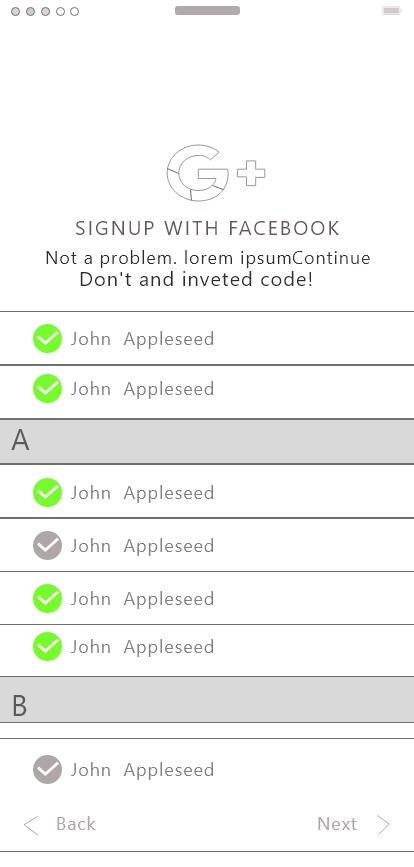 G+
SIGNUP WITH FACEBOOK
Not a problem. lorem ipsumContinue
Don't and inveted code!
John Appleseed
John Appleseed
A
John Appleseed
John Appleseed
John Appleseed
John Appleseed
B
John Appleseed
Back Next